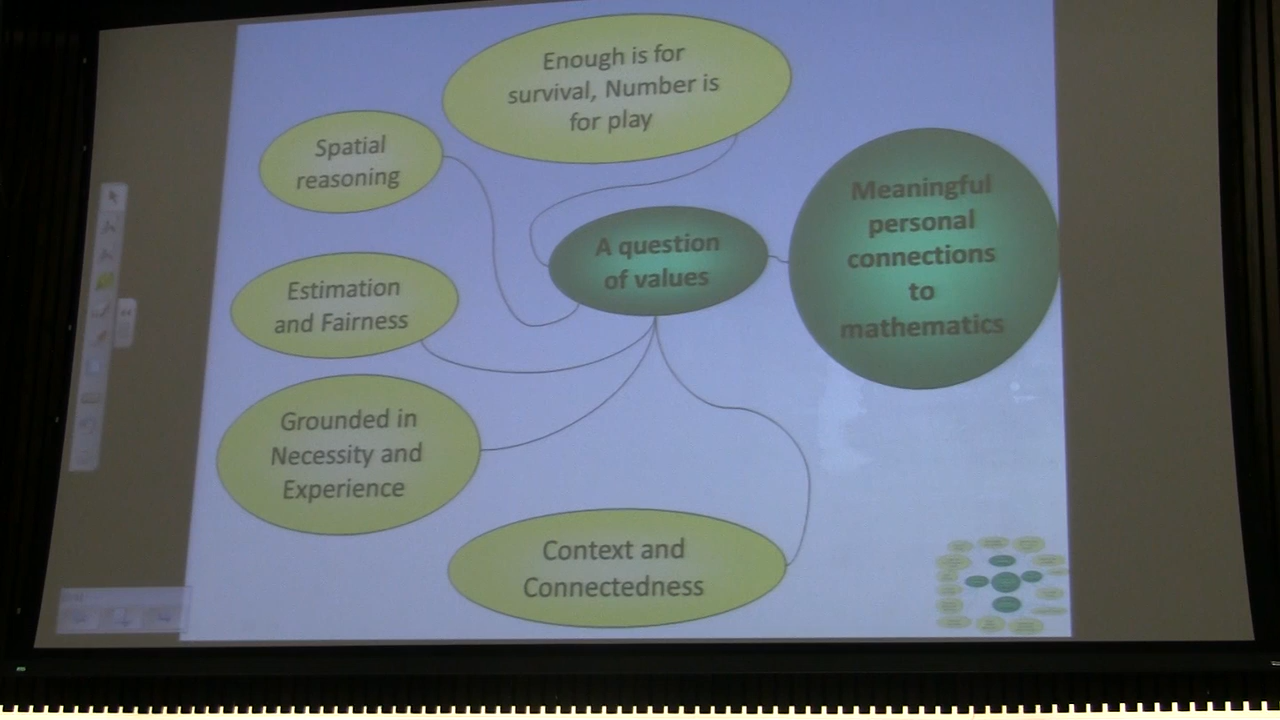 Enough is for
survival, Number is
for play
Spatial
reasoning
Meaningful
personal
connections
to
mathematics
A question
of values
Estimation
and Fairness
Grounded in
Necessity and
Experience
Context and
Connectedness